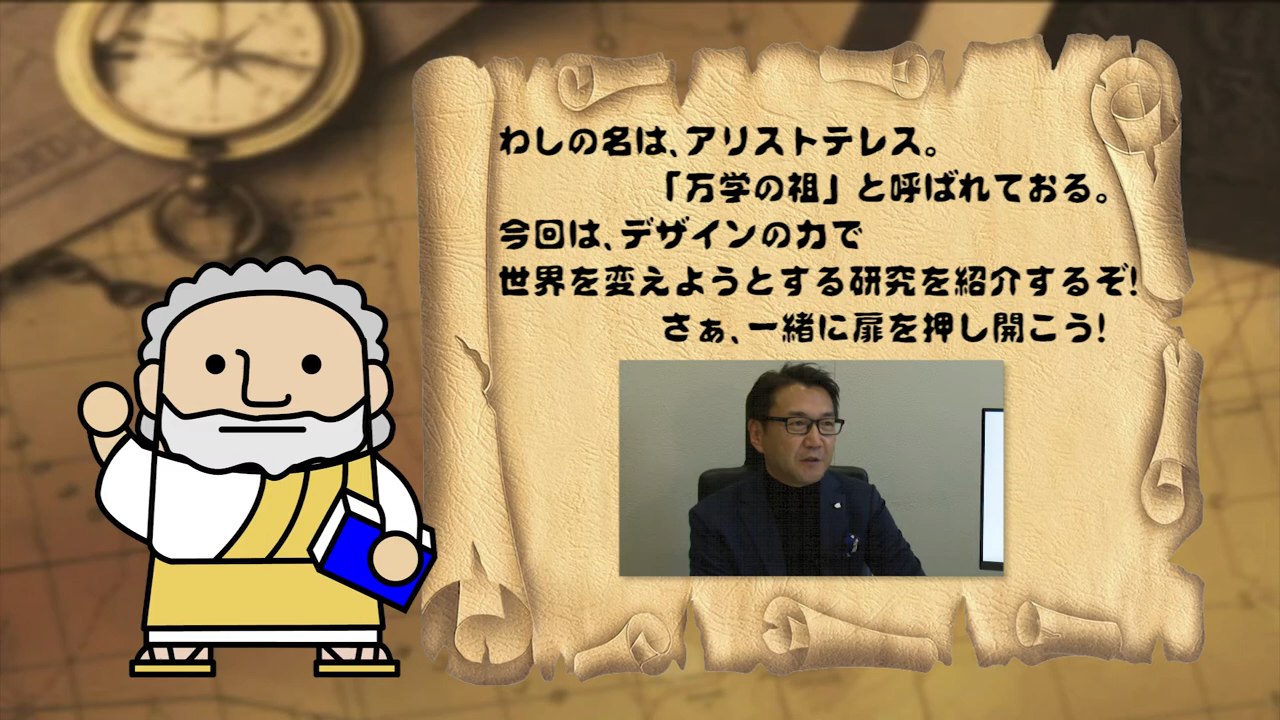 わしの名は、アリストテレス。
「万学の祖」と呼ばれておる。
今回は、デザインの力で
世界を変えようとする研究を紹介するぞ!
さぁ、一緒に扉を押し開こう!